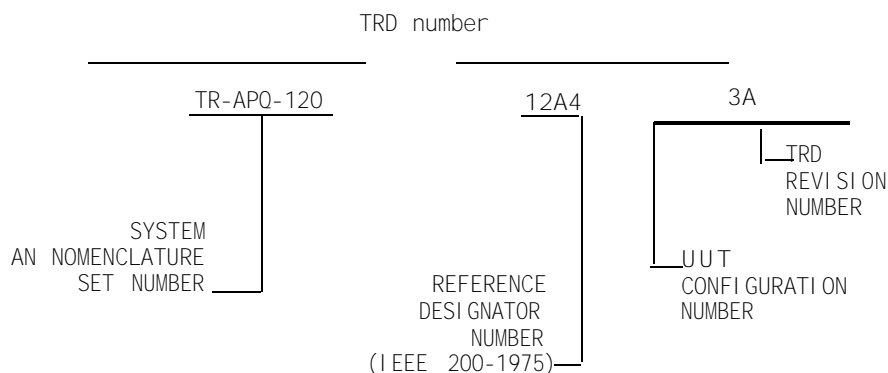 TRD number
TR-APQ-120
12A4
3A
TRD
REVISION
NUMBER
SYSTEM
AN NOMENCLATURE
SET NUMBER
UUT
CONFIGURATION
NUMBER
REFERENCE
DESIGNATOR
NUMBER
(IEEE 200-1975)